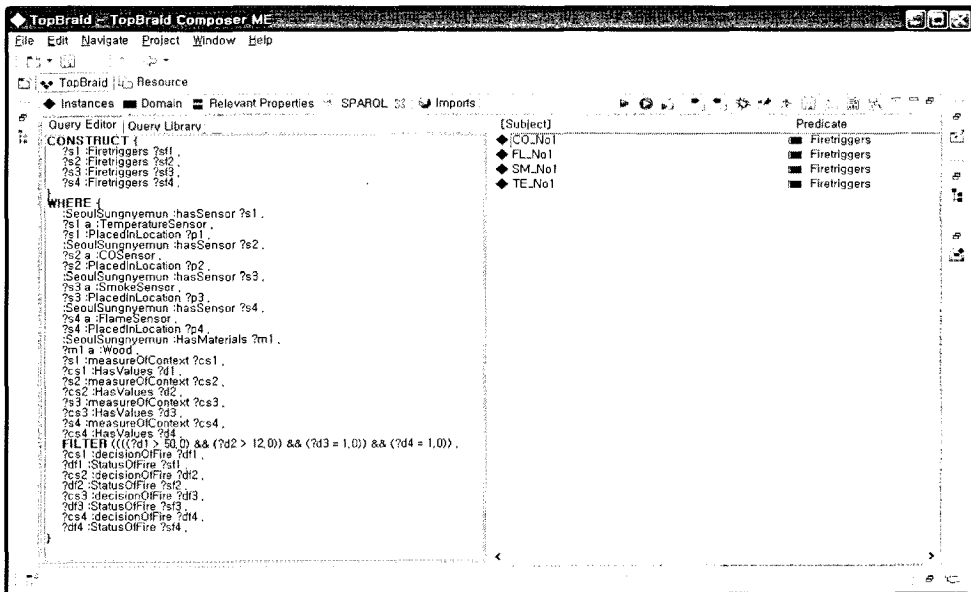 TopBraid - TopBraid Composer ME
File Edit Navigate Project Window Help
TopBraid Resource
Instances Domain Relevant Properties SPARQL Imports
Query Editor Query Library
CONSTRUCT {
?s1 :Firetriggers ?sf1 .
?s2 :Firetriggers ?sf2 .
?s3 :Firetriggers ?sf3 .
?s4 :Firetriggers ?sf4 .
}
WHERE {
:SeoulSungnyemun :hasSensor ?s1 .
?s1 a :TemperatureSensor .
?s1 :PlacedInLocation ?p1 .
:SeoulSungnyemun :hasSensor ?s2 .
?s2 a :COSensor .
?s2 :PlacedInLocation ?p2 .
:SeoulSungnyemun :hasSensor ?s3 .
?s3 a :SmokeSensor .
?s3 :PlacedInLocation ?p3 .
:SeoulSungnyemun :hasSensor ?s4 .
?s4 a :FlameSensor .
?s4 :PlacedInLocation ?p4 .
:SeoulSungnyemun :HasMaterials ?m1 .
?m1 a :Wood .
?s1 :measureOfContext ?cs1 .
?cs1 :HasValues ?d1 .
?s2 :measureOfContext ?cs2 .
?cs2 :HasValues ?d2 .
?s3 :measureOfContext ?cs3 .
?cs3 :HasValues ?d3 .
?s4 :measureOfContext ?cs4 .
?cs4 :HasValues ?d4 .
FILTER ((((?d1 > 50.0) && (?d2 > 12.0)) && (?d3 = 1.0)) && (?d4 = 1.0)) .
?cs1 :decisionOfFire ?df1 .
?df1 :StatusOfFire ?sf1 .
?cs2 :decisionOfFire ?df2 .
?df2 :StatusOfFire ?sf2 .
?cs3 :decisionOfFire ?df3 .
?df3 :StatusOfFire ?sf3 .
?cs4 :decisionOfFire ?df4 .
?df4 :StatusOfFire ?sf4 .
}
[Subject] Predicate
CO_No1 Firetriggers
FL_No1 Firetriggers
SM_No1 Firetriggers
TE_No1 Firetriggers